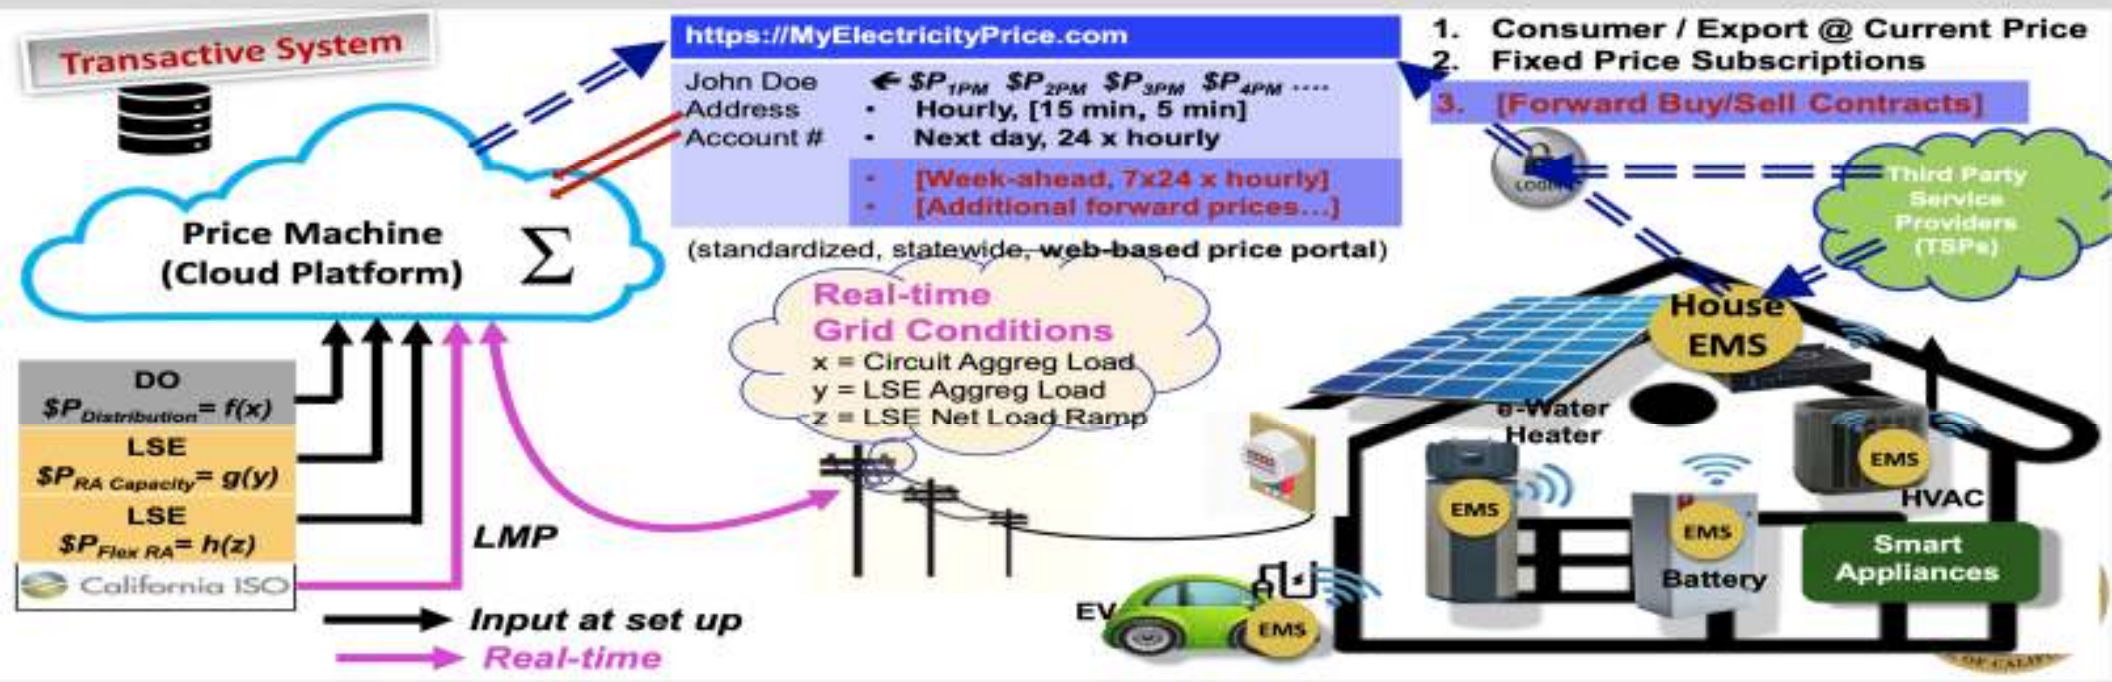 Transactive System
https://MyElectricityPrice.com
John Doe
Address
Account #
← $P1PM $P2PM $P3PM $P4PM ....
• Hourly, [15 min, 5 min]
• Next day, 24 x hourly
• [Week-ahead, 7x24 x hourly]
• [Additional forward prices...]
(standardized, statewide, web-based price portal)
1. Consumer / Export @ Current Price
2. Fixed Price Subscriptions
3. [Forward Buy/Sell Contracts]
Third Party
Service
Providers
(TSPs)
Price Machine
(Cloud Platform)
Σ
Real-time
Grid Conditions
x = Circuit Aggreg Load
y = LSE Aggreg Load
z = LSE Net Load Ramp
DO
$PDistribution= f(x)
LSE
$PRA Capacity= g(y)
LSE
$PFlex RA= h(z)
California ISO
LMP
Input at set up
Real-time
House
EMS
e-Water
Heater
EMS
EMS
Battery
EMS
HVAC
Smart
Appliances
EV
EMS